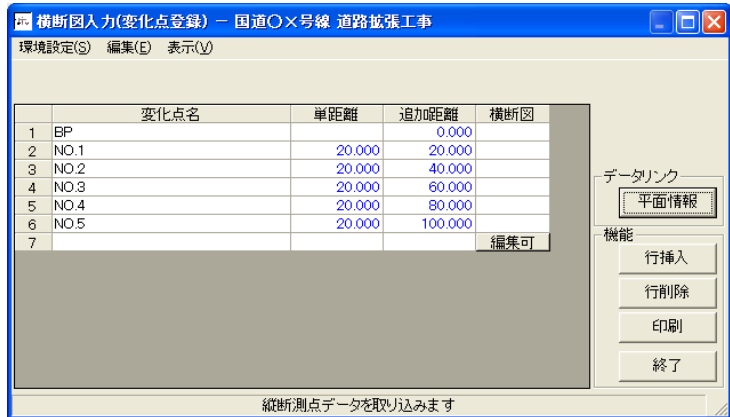 横断図入力(変化点登録) － 国道〇×号線 道路拡張工事
環境設定(S) 編集(E) 表示(V)
変化点名 単距離 追加距離 横断図
1 BP 0.000
2 NO.1 20.000 20.000
3 NO.2 20.000 40.000
4 NO.3 20.000 60.000
5 NO.4 20.000 80.000
6 NO.5 20.000 100.000
7 編集可
データリンク
平面情報
機能
行挿入
行削除
印刷
終了
縦断測点データを取り込みます